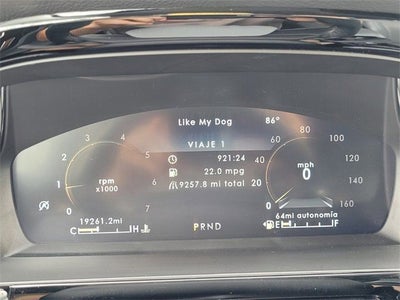 Like My Dog 86°
VIAJE 1
921:24
22.0 mpg
9257.8 mi total
0 1 2 3 4 5 6 7
rpm
x1000
0 20 40 60 80 100 120 140 160
mph
0
19261.2mi
C H
PRND
64mi autonomía
E F